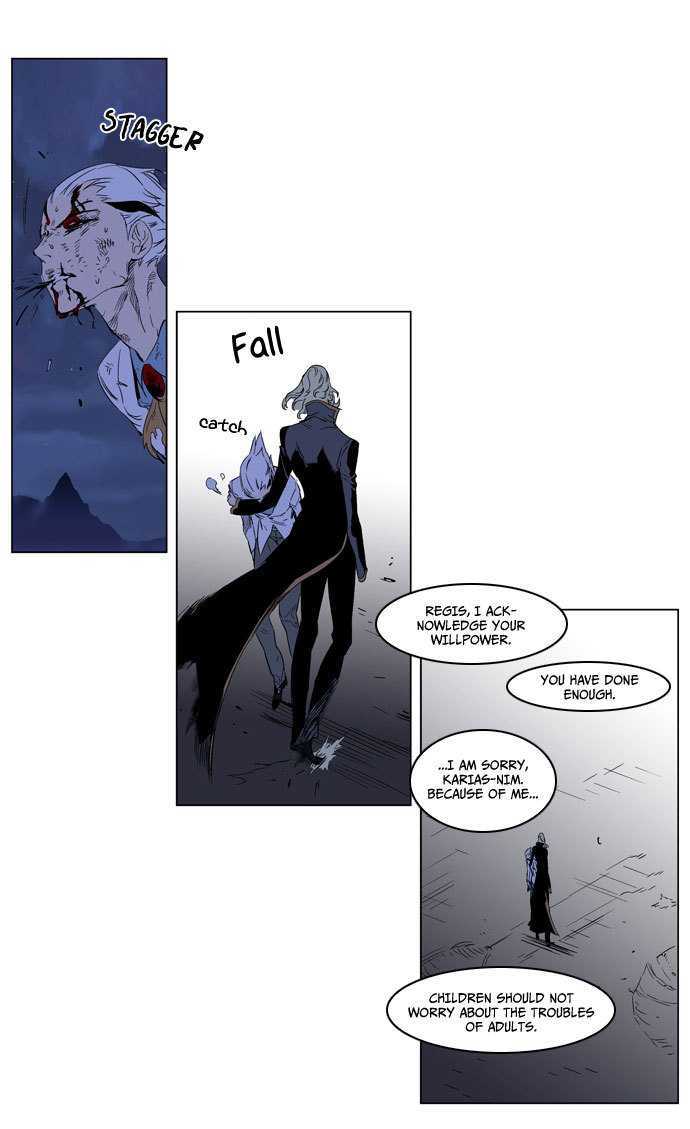 STAGGER
Fall
catch
REGIS, I ACK-
NOWLEDGE YOUR
WILLPOWER.
YOU HAVE DONE
ENOUGH.
...I AM SORRY,
KARIAS-NIM.
BECAUSE OF ME...
CHILDREN SHOULD NOT
WORRY ABOUT THE TROUBLES
OF ADULTS.